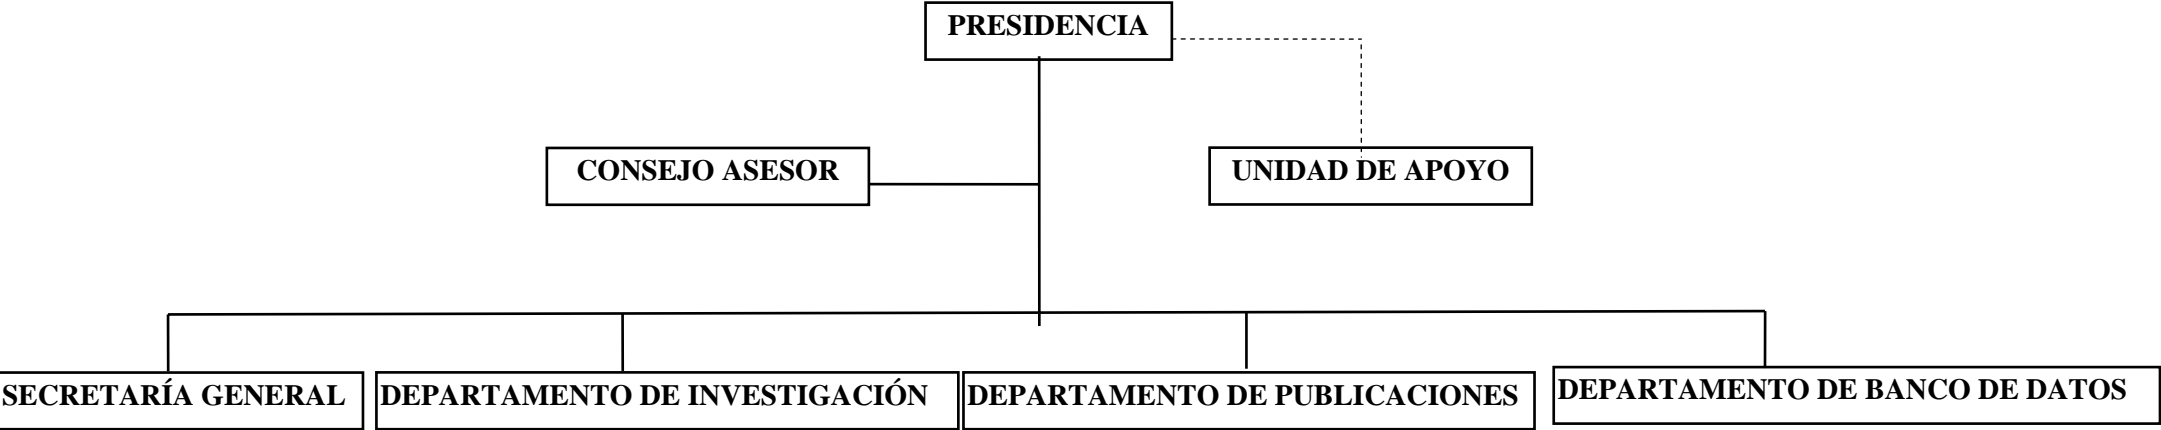 PRESIDENCIA
CONSEJO ASESOR
UNIDAD DE APOYO
SECRETARÍA GENERAL
DEPARTAMENTO DE INVESTIGACIÓN
DEPARTAMENTO DE PUBLICACIONES
DEPARTAMENTO DE BANCO DE DATOS